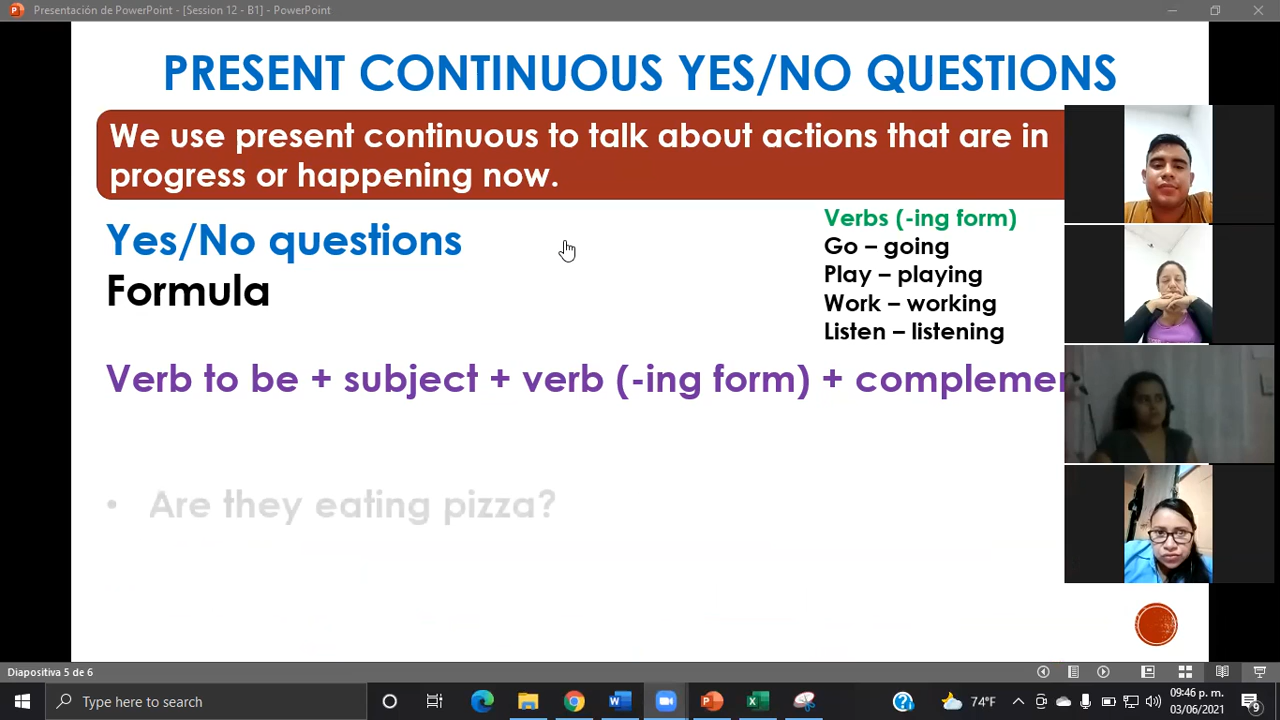 Presentación de PowerPoint - [Session 12 - B1] - PowerPoint
PRESENT CONTINUOUS YES/NO QUESTIONS
We use present continuous to talk about actions that are in
progress or happening now.
Yes/No questions
Formula
Verbs (-ing form)
Go – going
Play – playing
Work – working
Listen – listening
Verb to be + subject + verb (-ing form) + complemen
• Are they eating pizza?
Diapositiva 5 de 6
Type here to search
74°F
09:46 p. m.
03/06/2021
9